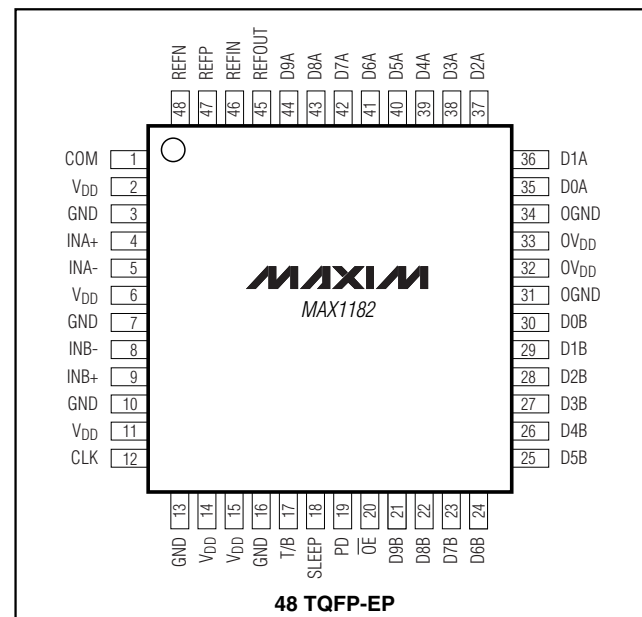 REFN REFP REFIN REFOUT D9A D8A D7A D6A D5A D4A D3A D2A
48 47 46 45 44 43 42 41 40 39 38 37
COM 1 36 D1A
VDD 2 35 D0A
GND 3 34 OGND
INA+ 4 33 OVDD
INA- 5 32 OVDD
VDD 6 31 OGND
GND 7 30 D0B
INB- 8 29 D1B
INB+ 9 28 D2B
GND 10 27 D3B
VDD 11 26 D4B
CLK 12 25 D5B
MAXIM
MAX1182
13 14 15 16 17 18 19 20 21 22 23 24
GND VDD VDD GND T/B SLEEP PD OE D9B D8B D7B D6B
48 TQFP-EP